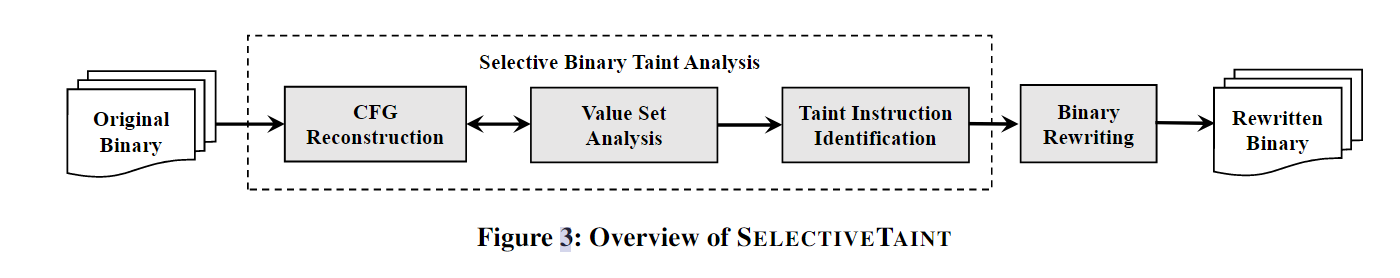 Selective Binary Taint Analysis
Original
Binary
CFG
Reconstruction
Value Set
Analysis
Taint Instruction
Identification
Binary
Rewriting
Rewritten
Binary
Figure 3: Overview of SELECTIVETAINT